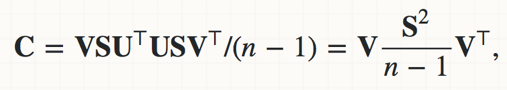 C = VSU⊤USV⊤/(n − 1) = V S²/(n − 1) V⊤,